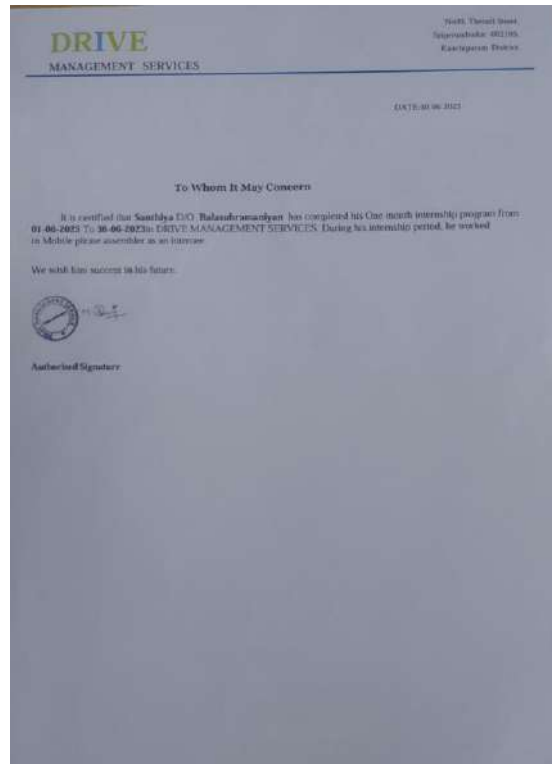 DRIVE
MANAGEMENT SERVICES
Street,
District
To Whom It May Concern
It is certified that Santhiya D/O. Balasubramaniyan has completed his One month internship program from
01-06-2023 To 30-06-2023in DRIVE MANAGEMENT SERVICES. During his internship period, he worked
in Mobile phone assembler as an
We wish him success in his future.
Authorised Signature